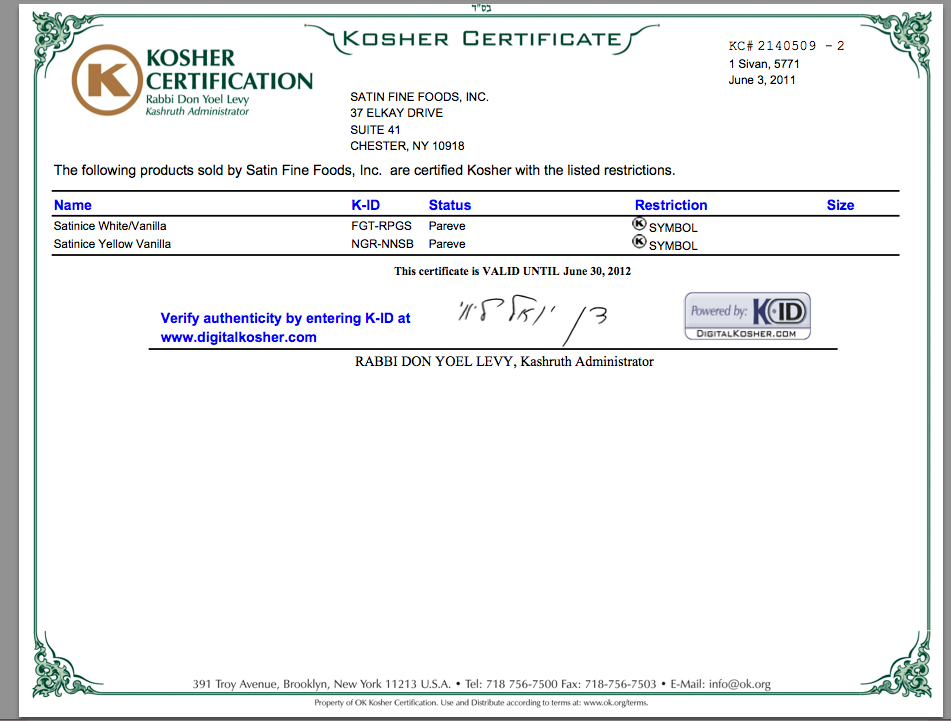 בס"ד
KOSHER CERTIFICATE
KC# 2140509 - 2
1 Sivan, 5771
June 3, 2011
K
KOSHER
CERTIFICATION
Rabbi Don Yoel Levy
Kashruth Administrator
SATIN FINE FOODS, INC.
37 ELKAY DRIVE
SUITE 41
CHESTER, NY 10918
The following products sold by Satin Fine Foods, Inc. are certified Kosher with the listed restrictions.
Name K-ID Status Restriction Size
Satinice White/Vanilla FGT-RPGS Pareve K SYMBOL
Satinice Yellow Vanilla NGR-NNSB Pareve K SYMBOL
This certificate is VALID UNTIL June 30, 2012
Verify authenticity by entering K-ID at
www.digitalkosher.com
דן יואל לוי
Powered by: K ID
DIGITALKOSHER.COM
RABBI DON YOEL LEVY, Kashruth Administrator
391 Troy Avenue, Brooklyn, New York 11213 U.S.A. • Tel: 718 756-7500 Fax: 718-756-7503 • E-Mail: info@ok.org
Property of OK Kosher Certification. Use and Distribute according to terms at: www.ok.org/terms.